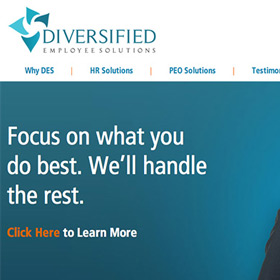 DIVERSIFIED
EMPLOYEE SOLUTIONS
Why DES | HR Solutions | PEO Solutions | Testimo
Focus on what you
do best. We'll handle
the rest.
Click Here to Learn More